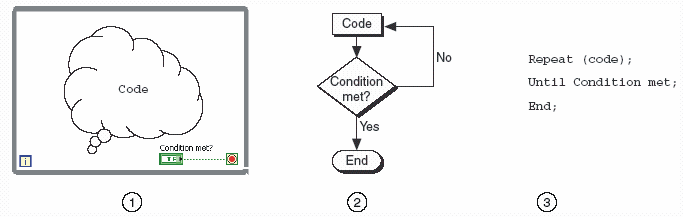 Code
Condition met?
TF
i
1
Code
No
Condition
met?
Yes
End
2
Repeat (code);
Until Condition met;
End;
3